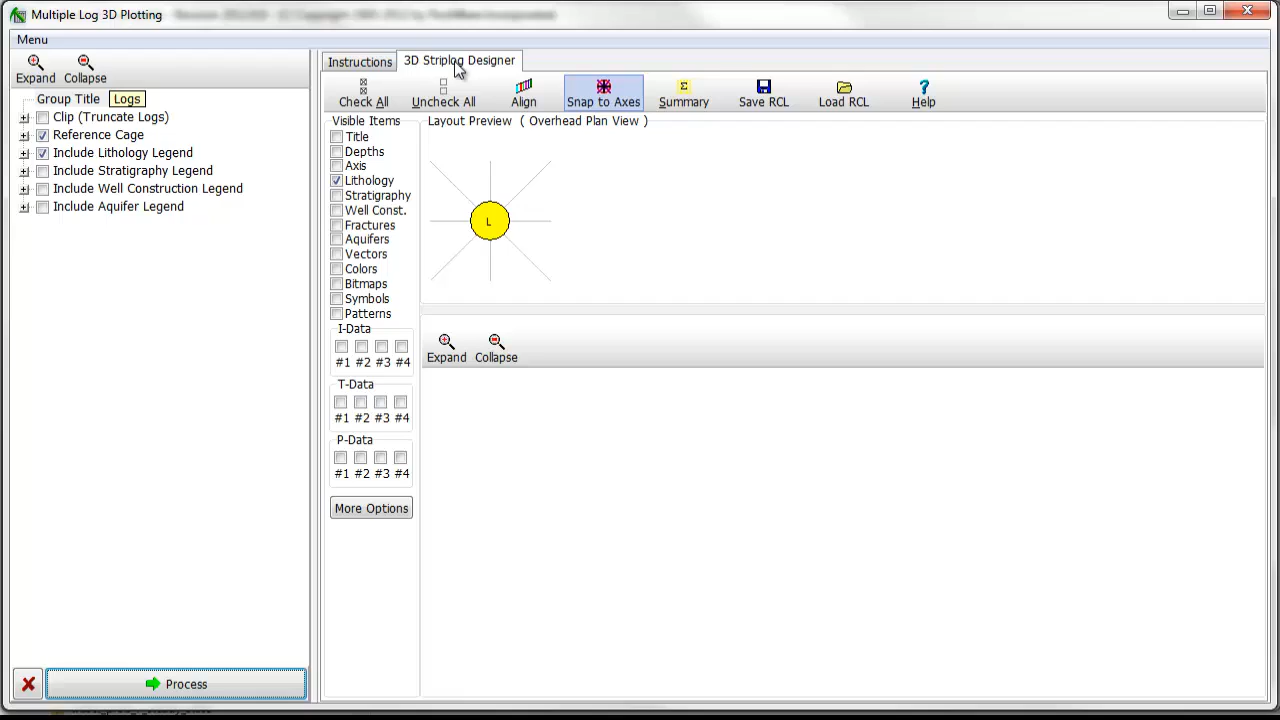 Multiple Log 3D Plotting
Menu
Expand Collapse
Group Title Logs
Clip (Truncate Logs)
Reference Cage
Include Lithology Legend
Include Stratigraphy Legend
Include Well Construction Legend
Include Aquifer Legend
Process
Instructions 3D Striplog Designer
Check All Uncheck All Align Snap to Axes Summary Save RCL Load RCL Help
Visible Items
Title
Depths
Axis
Lithology
Stratigraphy
Well Const.
Fractures
Aquifers
Vectors
Colors
Bitmaps
Symbols
Patterns
I-Data
#1 #2 #3 #4
T-Data
#1 #2 #3 #4
P-Data
#1 #2 #3 #4
More Options
Layout Preview ( Overhead Plan View )
L
Expand Collapse